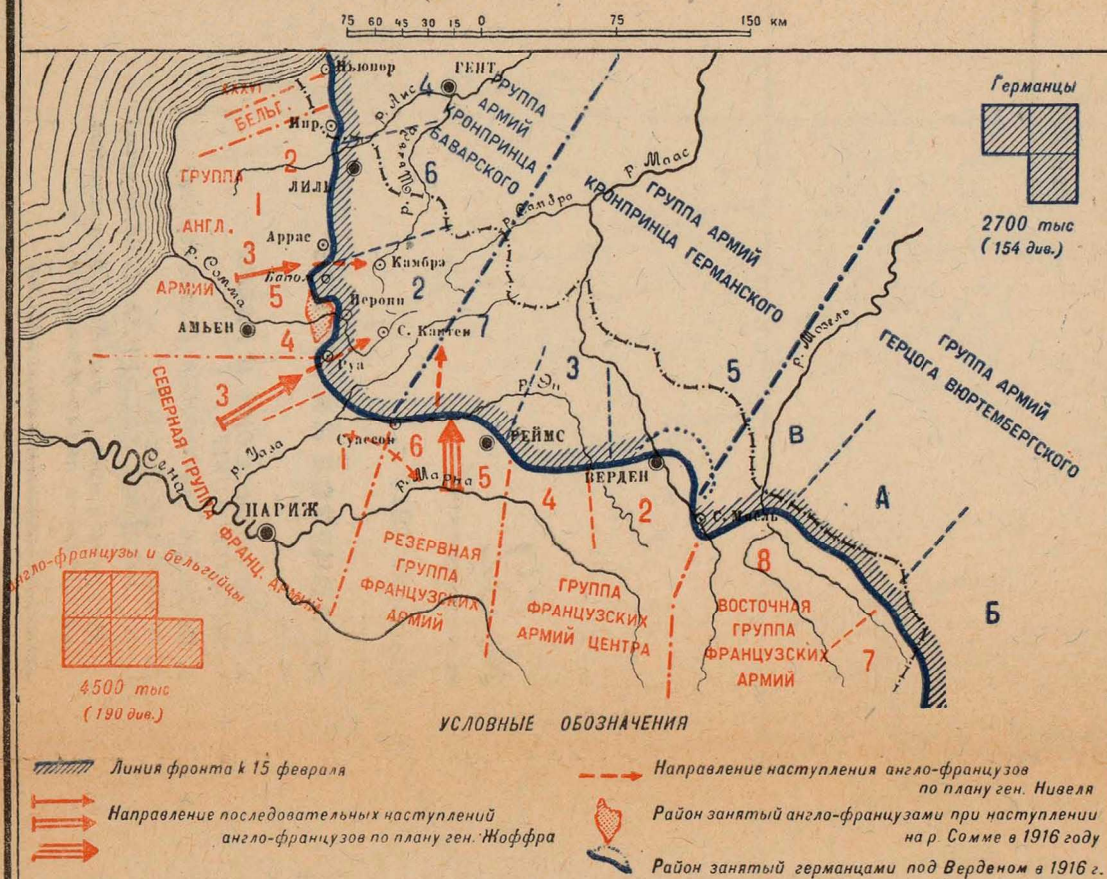 75 60 45 30 15 0 75 150 км
Ньюпор
ГЕНТ
4
р. Лис
ГРУППА
АРМИЙ
КРОНПРИНЦА
БАВАРСКОГО
XXXVI
БЕЛЬГ.
Ипр.
2
ЛИЛЬ
6
р. Маас
р. Самбра
ГРУППА АРМИЙ
КРОНПРИНЦА ГЕРМАНСКОГО
Германцы
2700 тыс
(154 див.)
ГРУППА
1
АНГЛ.
АРМИЙ
Аррас
3
Бапом
Камбрэ
2
5
р. Сомма
Перонн
АМЬЕН
4
С. Кантен
7
Руа
р. Мозель
ГРУППА АРМИЙ
ГЕРЦОГА ВЮРТЕМБЕРГСКОГО
3
5
В
А
Б
СЕВЕРНАЯ ГРУППА ФРАНЦ. АРМИЙ
3
р. Эн
Суассон
6
РЕЙМС
р. Уаза
Сена
р. Марна
5
4
ВЕРДЕН
2
С. Миель
8
7
ПАРИЖ
РЕЗЕРВНАЯ
ГРУППА
ФРАНЦУЗСКИХ
АРМИЙ
ГРУППА
ФРАНЦУЗСКИХ
АРМИЙ ЦЕНТРА
ВОСТОЧНАЯ
ГРУППА
ФРАНЦУЗСКИХ
АРМИЙ
Англо-французы и бельгийцы
4500 тыс
(190 див.)
УСЛОВНЫЕ ОБОЗНАЧЕНИЯ
Линия фронта к 15 февраля
Направление последовательных наступлений
англо-французов по плану ген. Жоффра
Направление наступления англо-французов
по плану ген. Нивеля
Район занятый англо-французами при наступлении
на р. Сомме в 1916 году
Район занятый германцами под Верденом в 1916 г.